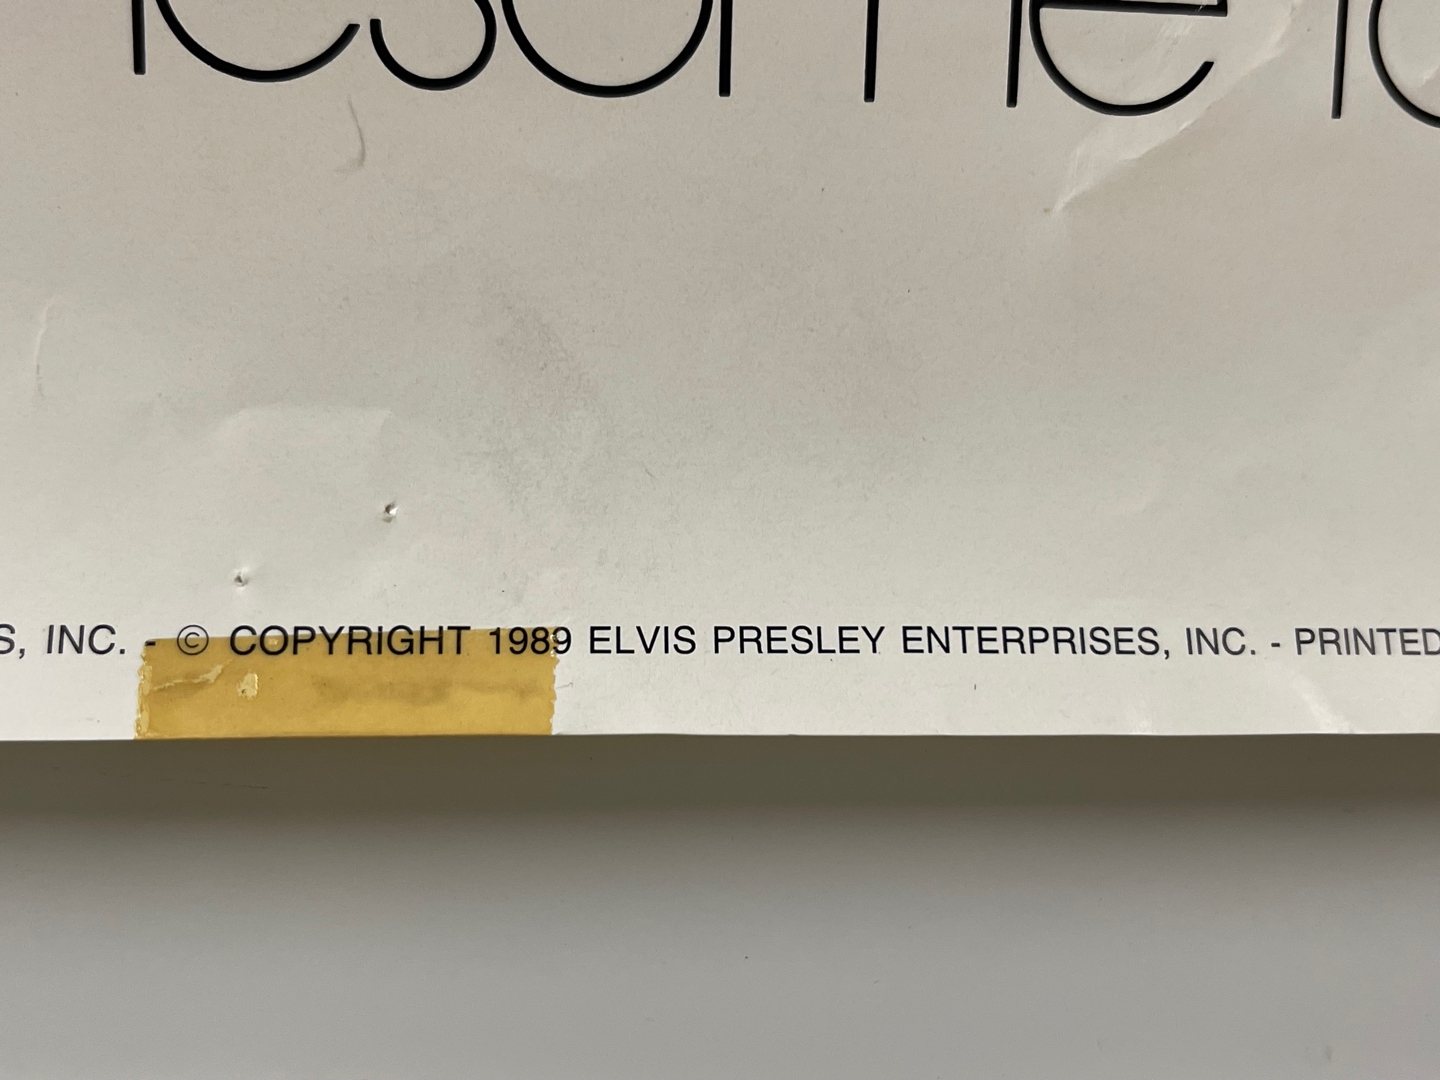 S, INC. - © COPYRIGHT 1989 ELVIS PRESLEY ENTERPRISES, INC. - PRINTED